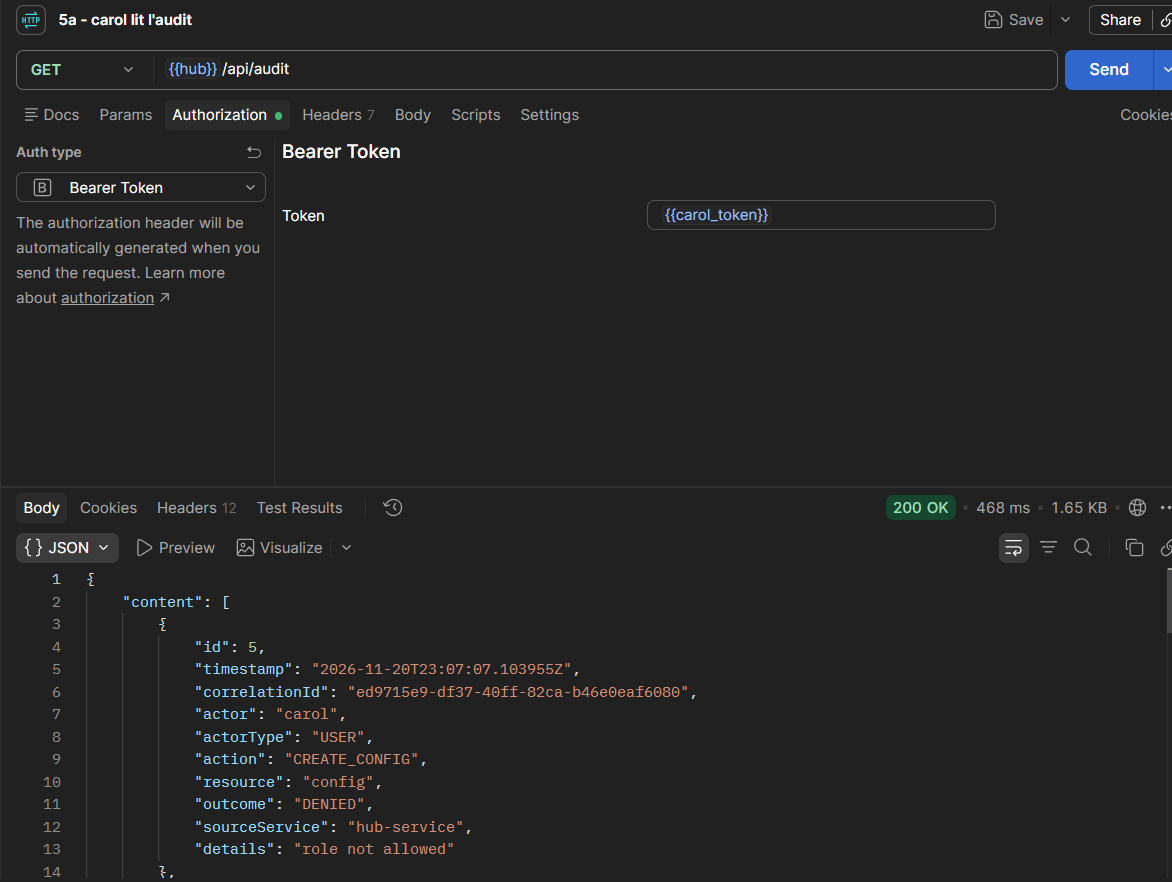 HTTP 5a - carol lit l'audit Save Share
GET {{hub}} /api/audit Send
Docs Params Authorization Headers 7 Body Scripts Settings Cookies
Auth type
B Bearer Token
The authorization header will be
automatically generated when you
send the request. Learn more
about authorization ↗
Bearer Token
Token {{carol_token}}
Body Cookies Headers 12 Test Results 200 OK • 468 ms • 1.65 KB •
{} JSON Preview Visualize
1 {
2 "content": [
3 {
4 "id": 5,
5 "timestamp": "2026-11-20T23:07:07.103955Z",
6 "correlationId": "ed9715e9-df37-40ff-82ca-b46e0eaf6080",
7 "actor": "carol",
8 "actorType": "USER",
9 "action": "CREATE_CONFIG",
10 "resource": "config",
11 "outcome": "DENIED",
12 "sourceService": "hub-service",
13 "details": "role not allowed"
14 },